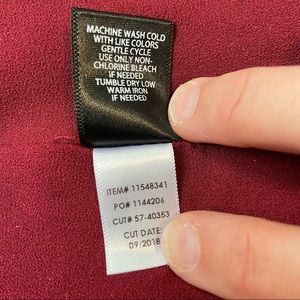 MACHINE WASH COLD
WITH LIKE COLORS
GENTLE CYCLE
USE ONLY NON-
CHLORINE BLEACH
IF NEEDED
TUMBLE DRY LOW
WARM IRON
IF NEEDED
ITEM# 11548341
PO# 1144206
CUT# 57-40353
CUT DATE:
09/2018